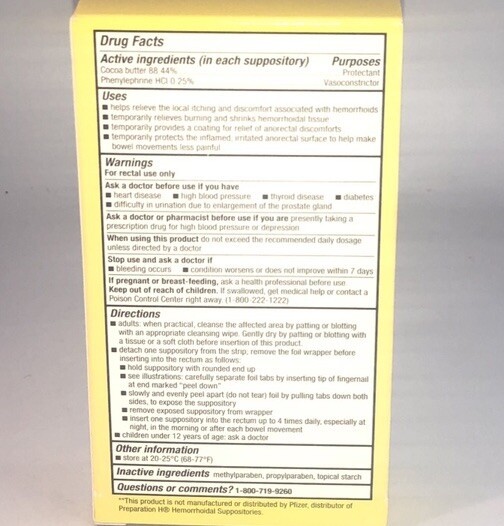 Drug Facts
Active ingredients (in each suppository) Purposes
Cocoa butter 88.44% Protectant
Phenylephrine HCl 0.25% Vasoconstrictor
Uses
■ helps relieve the local itching and discomfort associated with hemorrhoids
■ temporarily relieves burning and shrinks hemorrhoidal tissue
■ temporarily provides a coating for relief of anorectal discomforts
■ temporarily protects the inflamed, irritated anorectal surface to help make
bowel movements less painful
Warnings
For rectal use only
Ask a doctor before use if you have
■ heart disease ■ high blood pressure ■ thyroid disease ■ diabetes
■ difficulty in urination due to enlargement of the prostate gland
Ask a doctor or pharmacist before use if you are presently taking a
prescription drug for high blood pressure or depression
When using this product do not exceed the recommended daily dosage
unless directed by a doctor
Stop use and ask a doctor if
■ bleeding occurs ■ condition worsens or does not improve within 7 days
If pregnant or breast-feeding, ask a health professional before use.
Keep out of reach of children. If swallowed, get medical help or contact a
Poison Control Center right away. (1-800-222-1222)
Directions
■ adults: when practical, cleanse the affected area by patting or blotting
with an appropriate cleansing wipe. Gently dry by patting or blotting with
a tissue or a soft cloth before insertion of this product.
■ detach one suppository from the strip; remove the foil wrapper before
inserting into the rectum as follows:
■ hold suppository with rounded end up
■ see illustrations: carefully separate foil tabs by inserting tip of fingernail
at end marked "peel down"
■ slowly and evenly peel apart (do not tear) foil by pulling tabs down both
sides, to expose the suppository
■ remove exposed suppository from wrapper
■ insert one suppository into the rectum up to 4 times daily, especially at
night, in the morning or after each bowel movement
■ children under 12 years of age: ask a doctor
Other information
■ store at 20-25°C (68-77°F)
Inactive ingredients methylparaben, propylparaben, topical starch
Questions or comments? 1-800-719-9260
**This product is not manufactured or distributed by Pfizer, distributor of
Preparation H® Hemorrhoidal Suppositories.